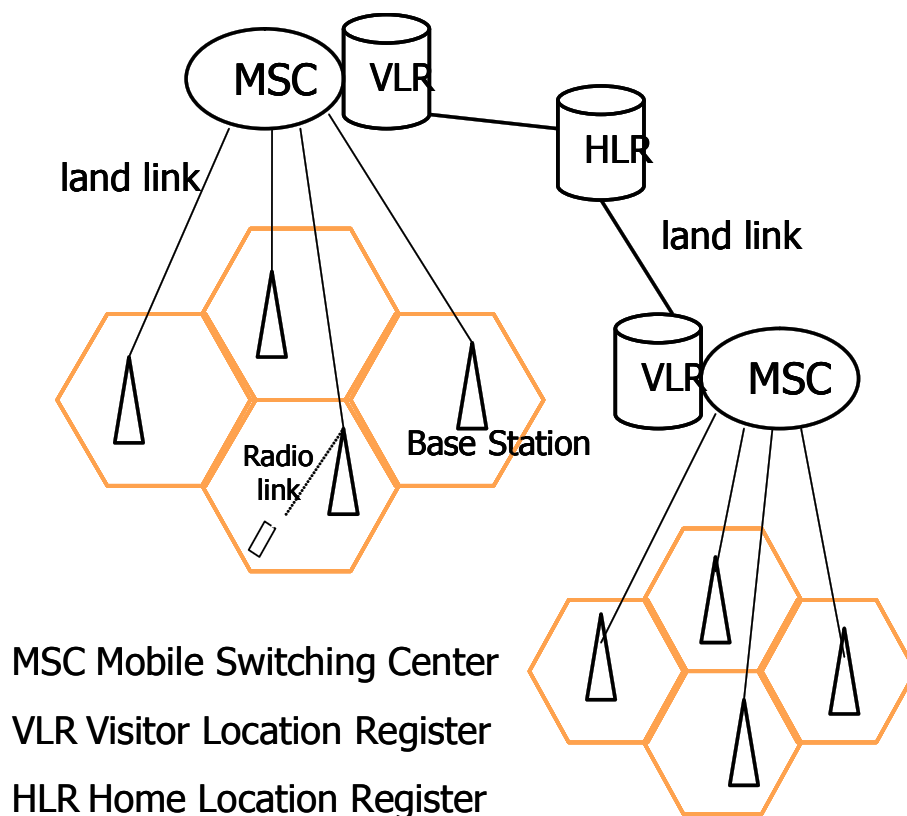 MSC
VLR
HLR
land link
land link
VLR
MSC
Base Station
Radio
link
MSC Mobile Switching Center
VLR Visitor Location Register
HLR Home Location Register